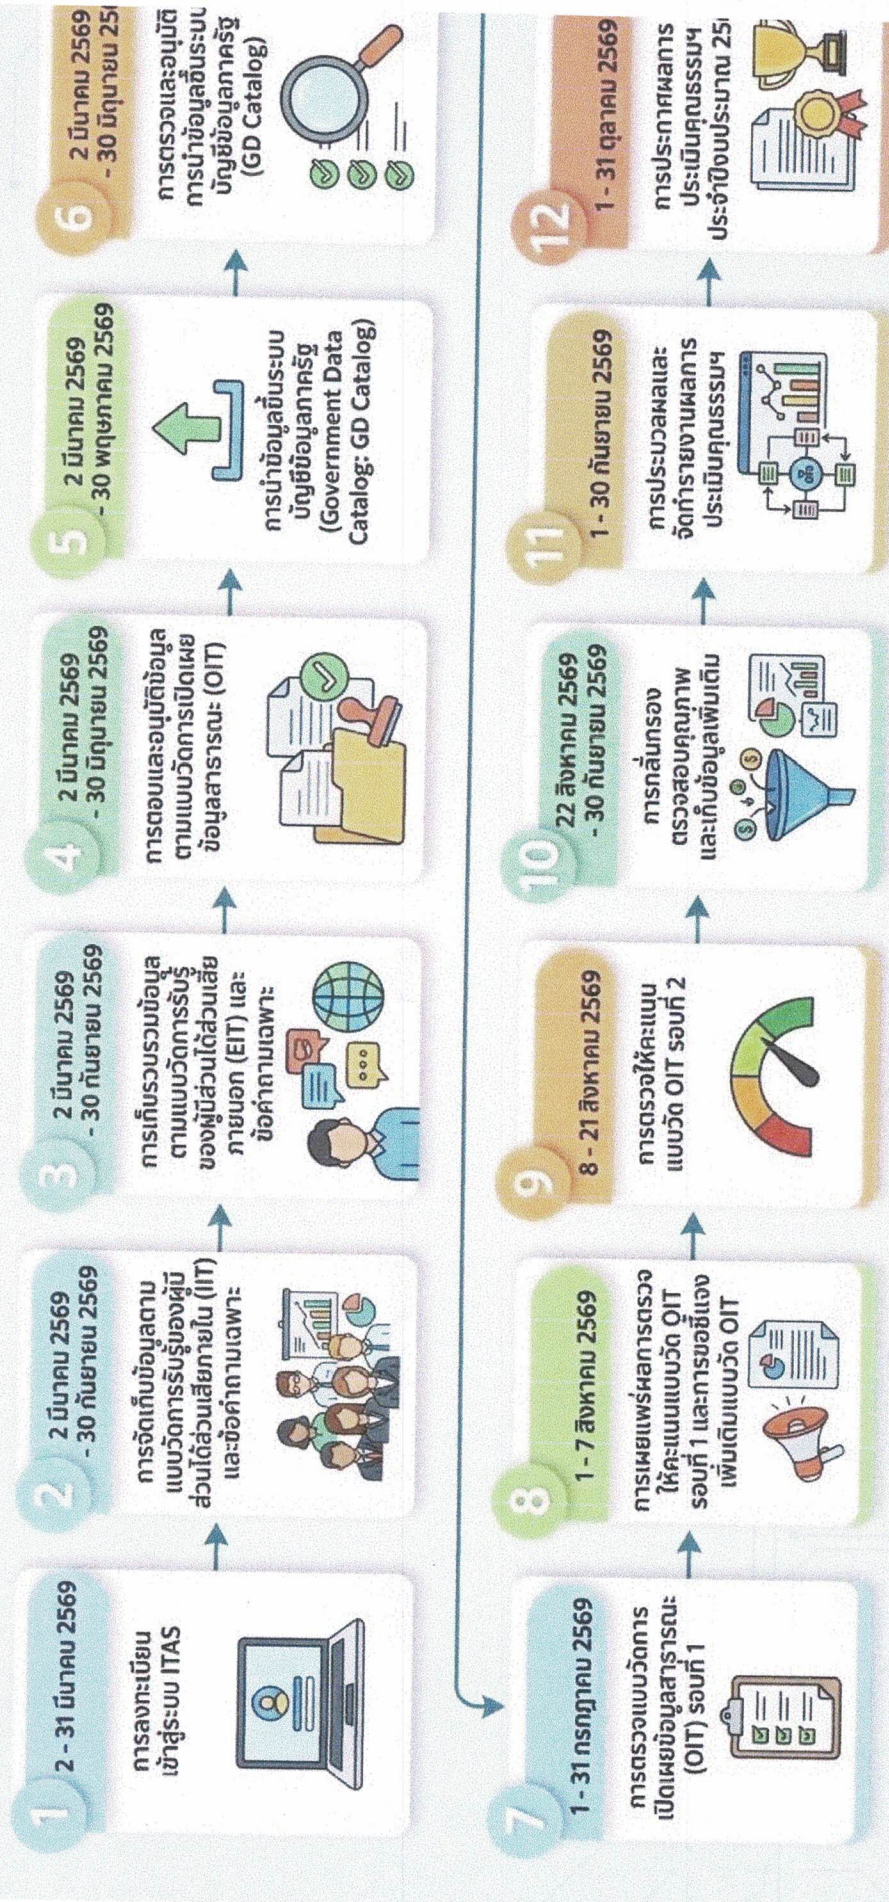 1
2 - 31 มีนาคม 2569
การลงทะเบียน
เข้าสู่ระบบ ITAS
2
2 มีนาคม 2569
- 30 กันยายน 2569
การจัดเก็บข้อมูลตาม
แบบวัดการรับรู้ของผู้มี
ส่วนได้ส่วนเสียภายใน (IIT)
และข้อคำถามเฉพาะ
3
2 มีนาคม 2569
- 30 กันยายน 2569
การเก็บรวบรวมข้อมูล
ตามแบบวัดการรับรู้
ของผู้มีส่วนได้ส่วนเสีย
ภายนอก (EIT) และ
ข้อคำถามเฉพาะ
4
2 มีนาคม 2569
- 30 มิถุนายน 2569
การตอบและอนุมัติข้อมูล
ตามแบบวัดการเปิดเผย
ข้อมูลสาธารณะ (OIT)
5
2 มีนาคม 2569
- 30 พฤษภาคม 2569
การนำข้อมูลขึ้นระบบ
บัญชีข้อมูลภาครัฐ
(Government Data
Catalog: GD Catalog)
6
2 มีนาคม 2569
- 30 มิถุนายน
การตรวจและอนุมัติ
การนำข้อมูลขึ้นระบบ
บัญชีข้อมูลภาครัฐ
(GD Catalog)
7
1 - 31 กรกฎาคม 2569
การตรวจแบบวัดการ
เปิดเผยข้อมูลสาธารณะ
(OIT) รอบที่ 1
8
1 - 7 สิงหาคม 2569
การเผยแพร่ผลการตรวจ
ให้คะแนนแบบวัด OIT
รอบที่ 1 และการขอชี้แจง
เพิ่มเติมแบบวัด OIT
9
8 - 21 สิงหาคม 2569
การตรวจให้คะแนน
แบบวัด OIT รอบที่ 2
10
22 สิงหาคม 2569
- 30 กันยายน 2569
การกลั่นกรอง
ตรวจสอบคุณภาพ
และเก็บข้อมูลเพิ่มเติม
11
1 - 30 กันยายน 2569
การประมวลผลและ
จัดทำรายงานผลการ
ประเมินคุณธรรมฯ
12
1 - 31 ตุลาคม 2569
การประกาศผลการ
ประเมินคุณธรรมฯ
ประจำปีงบประมาณ